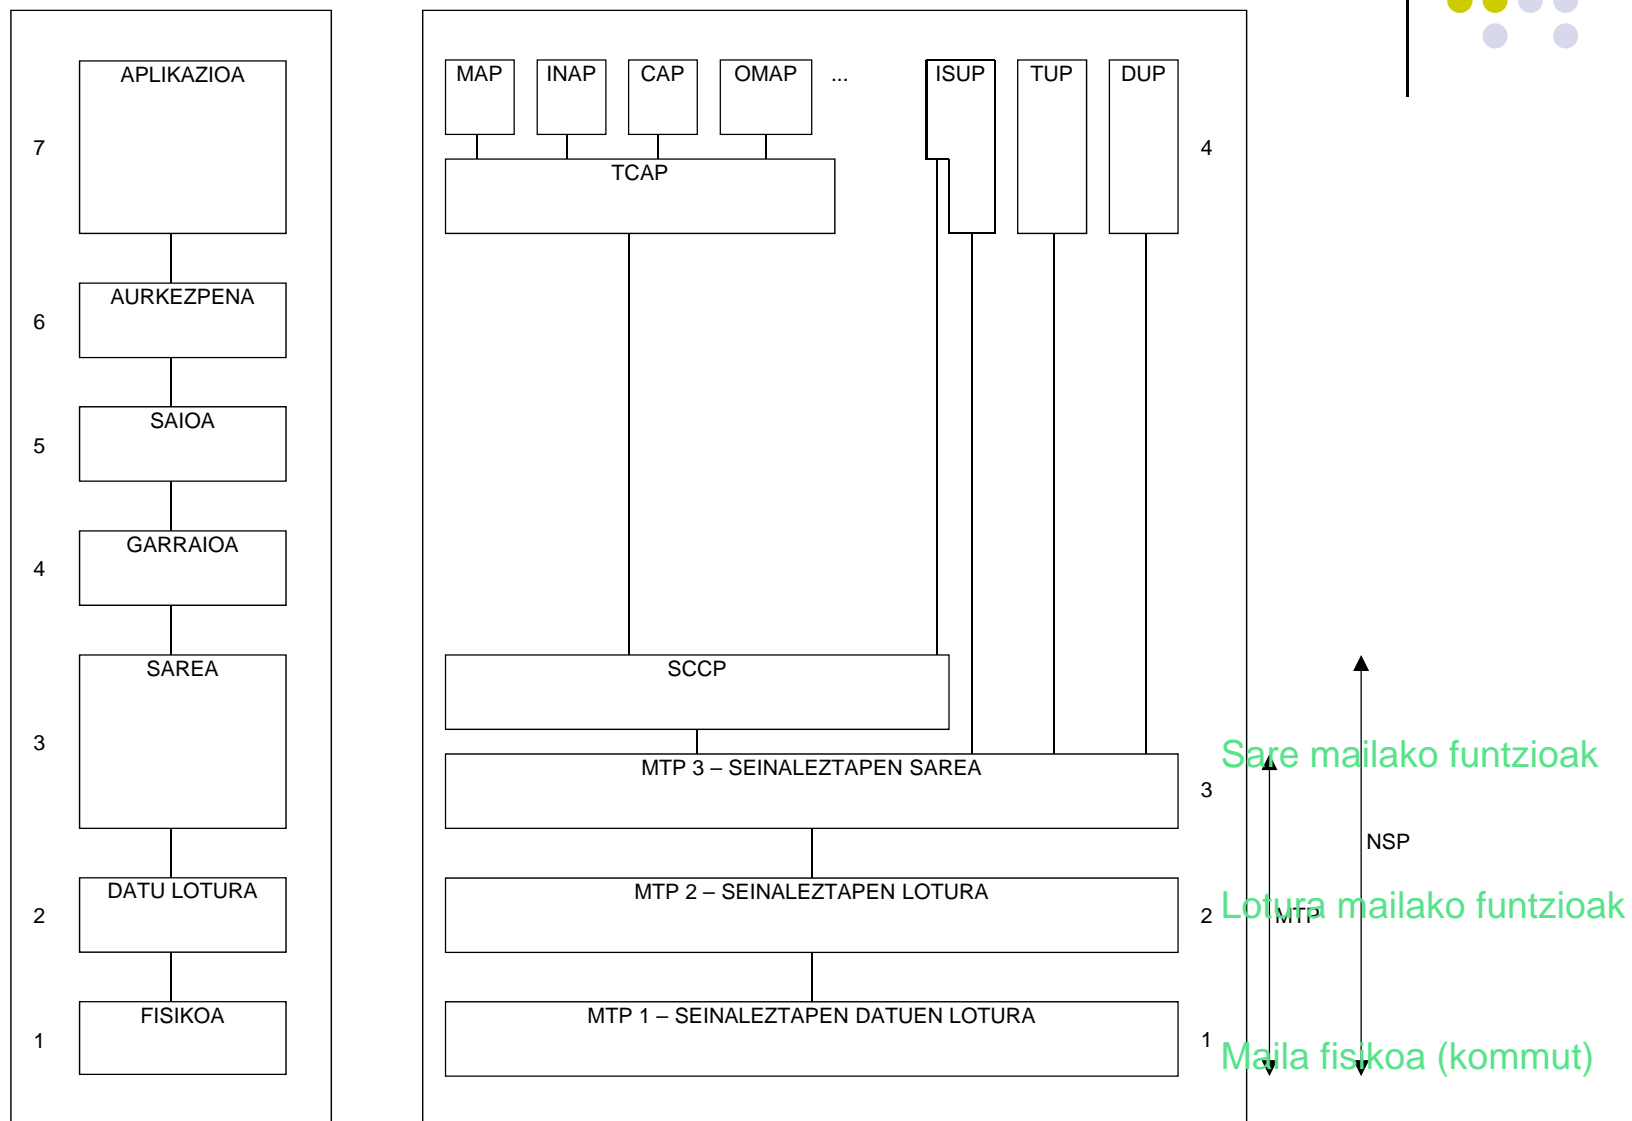 APLIKAZIOA
7
AURKEZPENA
6
SAIOA
5
GARRAIOA
4
SAREA
3
DATU LOTURA
2
FISIKOA
1
MAP INAP CAP OMAP ... ISUP TUP DUP
4
TCAP
SCCP
MTP 3 – SEINALEZTAPEN SAREA
3
Sare mailako funtzioak
NSP
MTP 2 – SEINALEZTAPEN LOTURA
2
Lotura mailako funtzioak
MTP
MTP 1 – SEINALEZTAPEN DATUEN LOTURA
1
Maila fisikoa (kommut)